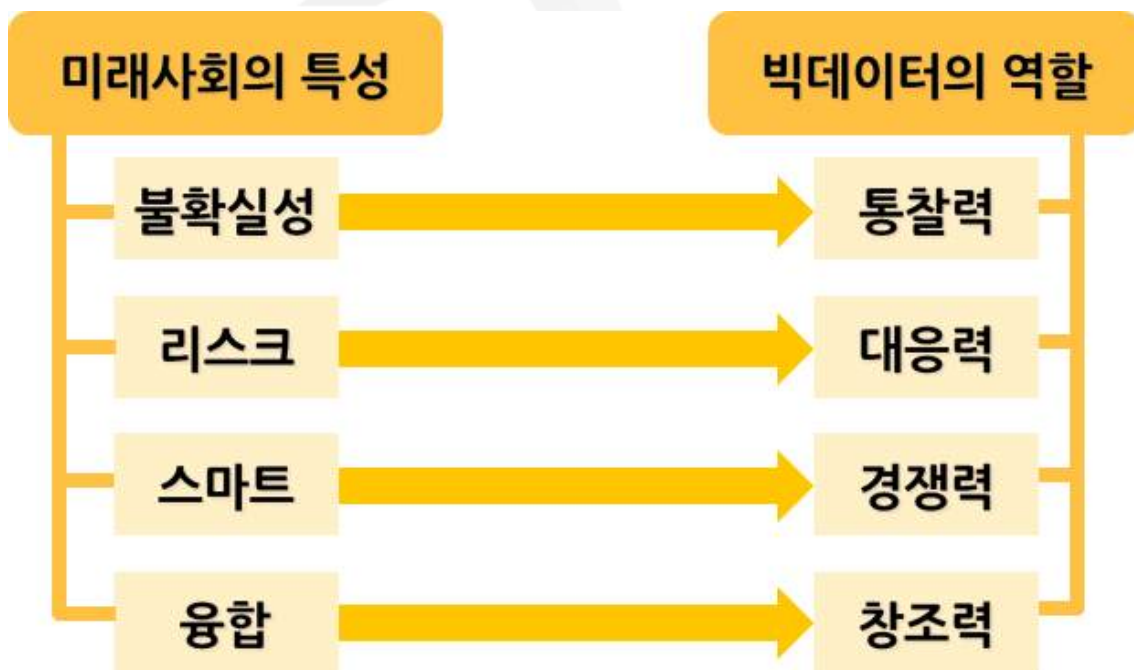 미래사회의 특성
빅데이터의 역할
불확실성
통찰력
리스크
대응력
스마트
경쟁력
융합
창조력